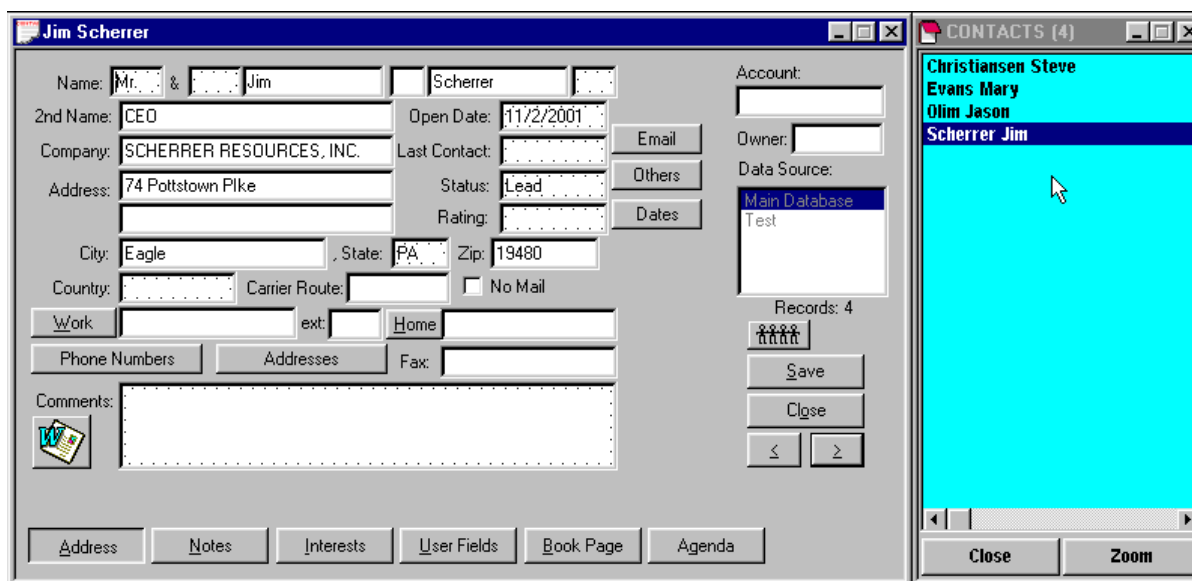 Jim Scherrer
Name: Mr. & Jim Scherrer
2nd Name: CEO Open Date: 11/2/2001
Company: SCHERRER RESOURCES, INC. Last Contact: Email
Address: 74 Pottstown PIke Status: Lead Others
Rating: Dates
City: Eagle , State: PA Zip: 19480
Country: Carrier Route: No Mail
Work ext: Home
Phone Numbers Addresses Fax:
Comments:
W
Account:
Owner:
Data Source:
Main Database
Test
Records: 4
Save
Close
< >
Address Notes Interests User Fields Book Page Agenda
CONTACTS (4)
Christiansen Steve
Evans Mary
Olim Jason
Scherrer Jim
Close Zoom